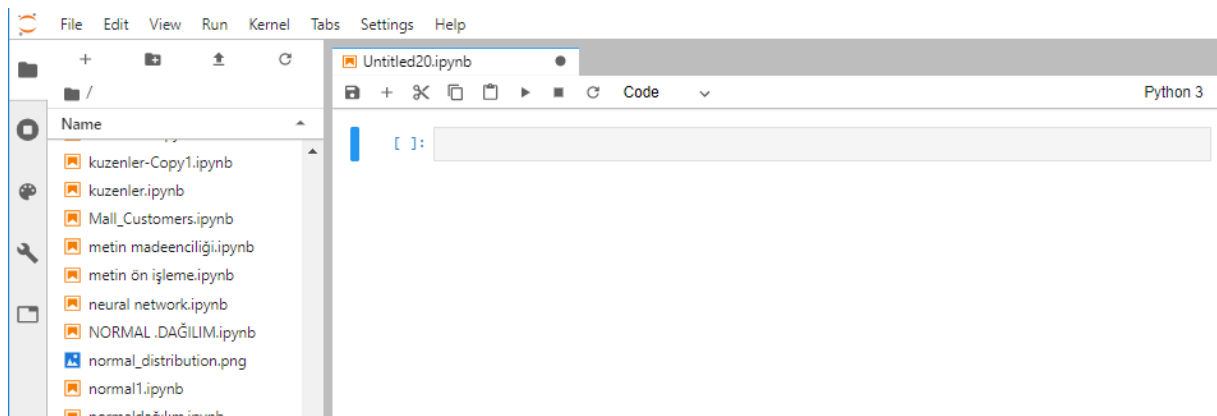 File Edit View Run Kernel Tabs Settings Help
Untitled20.ipynb
/
Code
Python 3
Name
[ ]:
kuzenler-Copy1.ipynb
kuzenler.ipynb
Mall_Customers.ipynb
metin madeenciliği.ipynb
metin ön işleme.ipynb
neural network.ipynb
NORMAL .DAĞILIM.ipynb
normal_distribution.png
normal1.ipynb